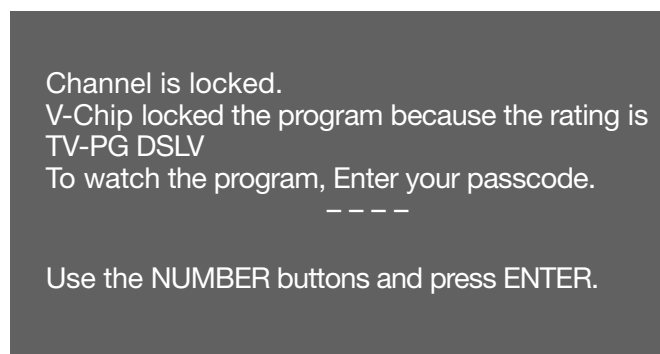 Channel is locked.
V-Chip locked the program because the rating is
TV-PG DSLV
To watch the program, Enter your passcode.
– – – –
Use the NUMBER buttons and press ENTER.